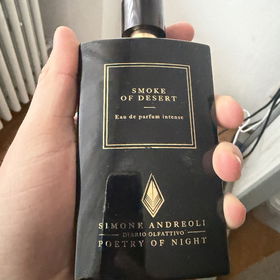 SMOKE
OF DESERT
Eau de parfum intense
SIMONE ANDREOLI
DIARIO OLFATTIVO
POETRY OF NIGHT